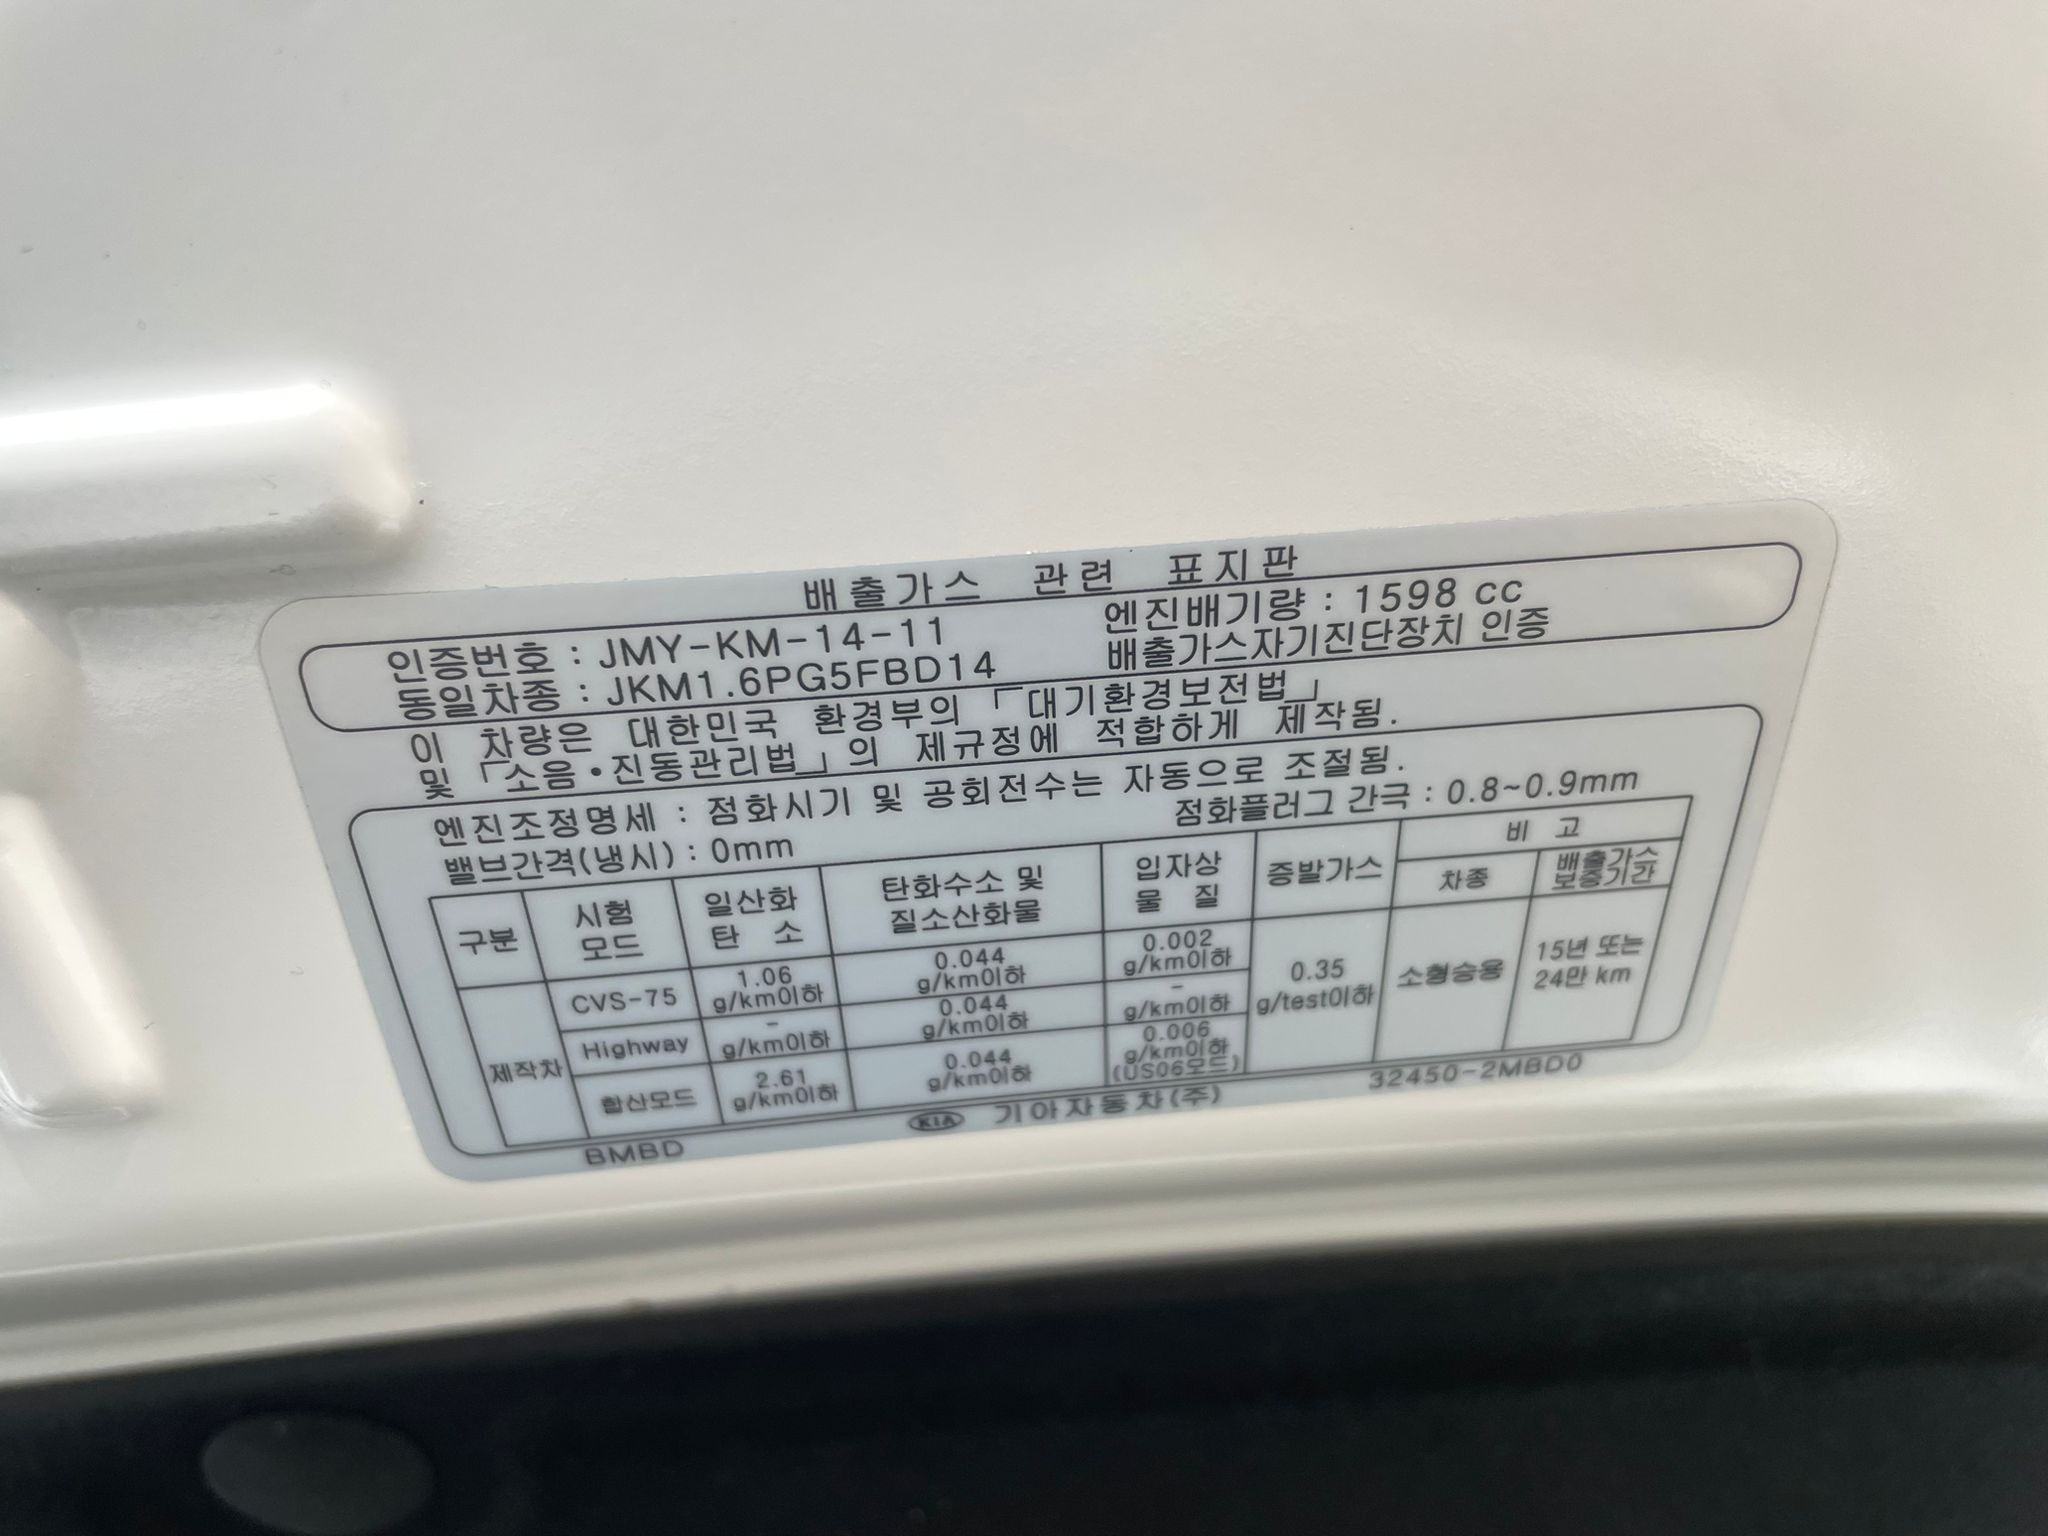 배출가스 관련 표지판
인증번호 : JMY-KM-14-11 엔진배기량 : 1598 cc
동일차종 : JKM1.6PG5FBD14 배출가스자기진단장치 인증
이 차량은 대한민국 환경부의 「대기환경보전법」
및 「소음・진동관리법」의 제규정에 적합하게 제작됨.
엔진조정명세 : 점화시기 및 공회전수는 자동으로 조절됨.
밸브간격(냉시) : 0mm 점화플러그 간극 : 0.8~0.9mm
구분 시험 모드 일산화 탄 소 탄화수소 및 질소산화물 입자상 물 질 증발가스 비 고
차종 배출가스 보증기간
제작차 CVS-75 1.06 g/km이하 0.044 g/km이하 0.002 g/km이하 0.35 g/test이하 소형승용 15년 또는 24만 km
Highway - g/km이하 0.044 g/km이하 - g/km이하
합산모드 2.61 g/km이하 0.044 g/km이하 0.006 g/km이하 (US06모드)
BMBD KIA 기아자동차(주) 32450-2MBD0